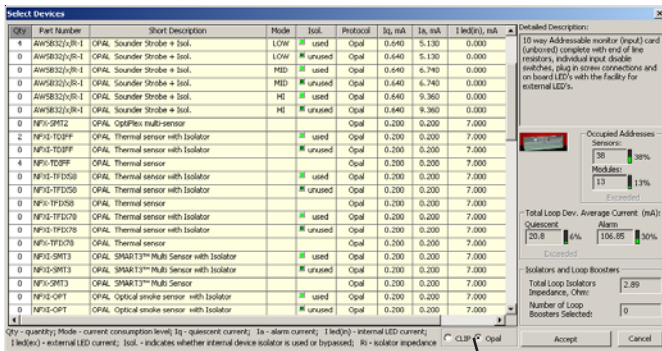 Select Devices
Qty Part Number Short Description Mode Isol. Protocol Iq, mA Ia, mA I led(in), mA
4 AWSB32/x/R-I OPAL Sounder Strobe + Isol. LOW used Opal 0.640 5.130 0.000
0 AWSB32/x/R-I OPAL Sounder Strobe + Isol. LOW unused Opal 0.640 5.130 0.000
0 AWSB32/x/R-I OPAL Sounder Strobe + Isol. MID used Opal 0.640 6.740 0.000
0 AWSB32/x/R-I OPAL Sounder Strobe + Isol. MID unused Opal 0.640 6.740 0.000
0 AWSB32/x/R-I OPAL Sounder Strobe + Isol. HI used Opal 0.640 9.360 0.000
0 AWSB32/x/R-I OPAL Sounder Strobe + Isol. HI unused Opal 0.640 9.360 0.000
0 NFX-SMT2 OPAL OptiPlex multi-sensor Opal 0.200 0.200 7.000
2 NFXI-TDIFF OPAL Thermal sensor with Isolator used Opal 0.200 0.200 7.000
0 NFXI-TDIFF OPAL Thermal sensor with Isolator unused Opal 0.200 0.200 7.000
4 NFX-TDIFF OPAL Thermal sensor Opal 0.200 0.200 7.000
0 NFXI-TFIX58 OPAL Thermal sensor with Isolator used Opal 0.200 0.200 7.000
0 NFXI-TFIX58 OPAL Thermal sensor with Isolator unused Opal 0.200 0.200 7.000
0 NFX-TFIX58 OPAL Thermal sensor Opal 0.200 0.200 7.000
0 NFXI-TFIX78 OPAL Thermal sensor with Isolator used Opal 0.200 0.200 7.000
0 NFXI-TFIX78 OPAL Thermal sensor with Isolator unused Opal 0.200 0.200 7.000
0 NFX-TFIX78 OPAL Thermal sensor Opal 0.200 0.200 7.000
0 NFXI-SMT3 OPAL SMART3™ Multi Sensor with Isolator used Opal 0.200 0.200 7.000
0 NFXI-SMT3 OPAL SMART3™ Multi Sensor with Isolator unused Opal 0.200 0.200 7.000
0 NFX-SMT3 OPAL SMART3™ Multi Sensor Opal 0.200 0.200 7.000
0 NFXI-OPT OPAL Optical smoke sensor with Isolator used Opal 0.200 0.200 7.000
0 NFXI-OPT OPAL Optical smoke sensor with Isolator unused Opal 0.200 0.200 7.000
Qty - quantity; Mode - current consumption level; Iq - quiescent current; Ia - alarm current; I led(in) - internal LED current;
I led(ex) - external LED current; Isol. - indicates whether internal device isolator is used or bypassed; Ri - isolator impedance
CLIP Opal
Detailed Description:
10 way Addressable monitor (input) card
(unboxed) complete with end of line
resistors, individual input disable
switches, plug in screw connections and
on board LED's with the facility for
external LED's.
Occupied Addresses
Sensors:
38 38%
Modules:
13 13%
Exceeded
Total Loop Dev. Average Current (mA):
Quiescent Alarm
20.8 6% 106.85 30%
Exceeded
Isolators and Loop Boosters
Total Loop Isolators
Impedance, Ohm: 2.89
Number of Loop
Boosters Selected: 0
Accept Cancel